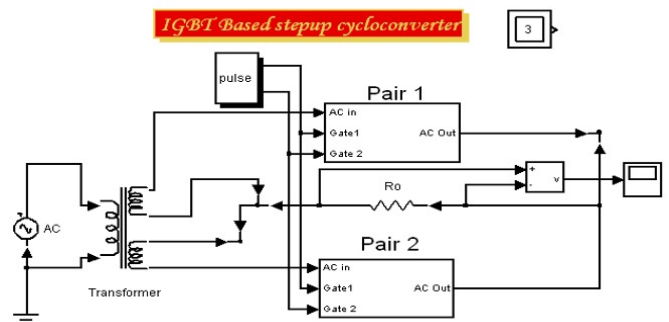 IGBT Based stepup cycloconverter
3
pulse
Pair 1
AC in
Gate1
AC Out
Gate 2
+
v
-
Ro
AC
Pair 2
AC in
Gate1
AC Out
Gate 2
Transformer